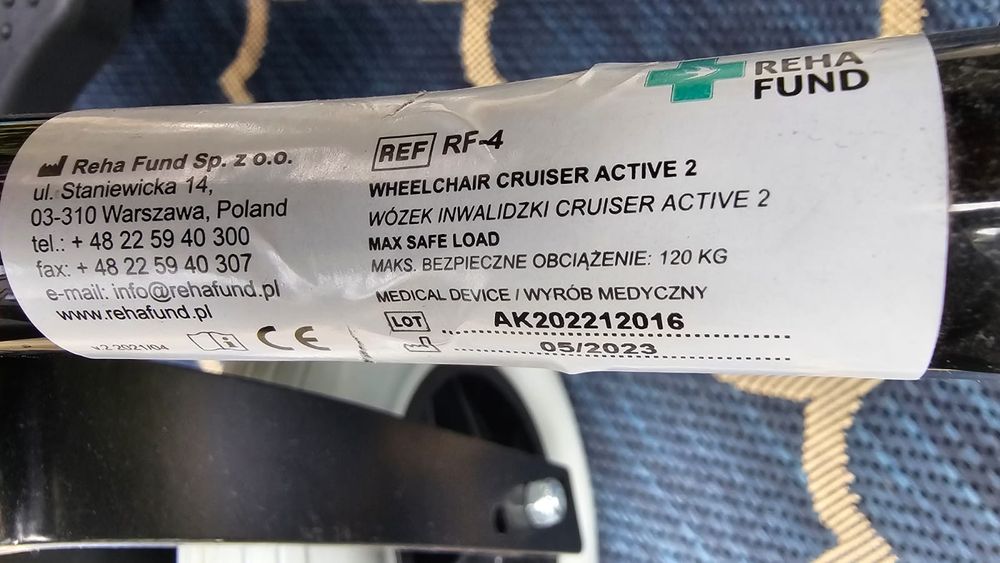 REHA
FUND
Reha Fund Sp. z o.o.
ul. Staniewicka 14,
03-310 Warszawa, Poland
tel.: + 48 22 59 40 300
fax: + 48 22 59 40 307
e-mail: info@rehafund.pl
www.rehafund.pl
v.2 2021/04
CE
REF RF-4
WHEELCHAIR CRUISER ACTIVE 2
WÓZEK INWALIDZKI CRUISER ACTIVE 2
MAX SAFE LOAD
MAKS. BEZPIECZNE OBCIĄŻENIE: 120 KG
MEDICAL DEVICE / WYRÓB MEDYCZNY
LOT AK202212016
05/2023